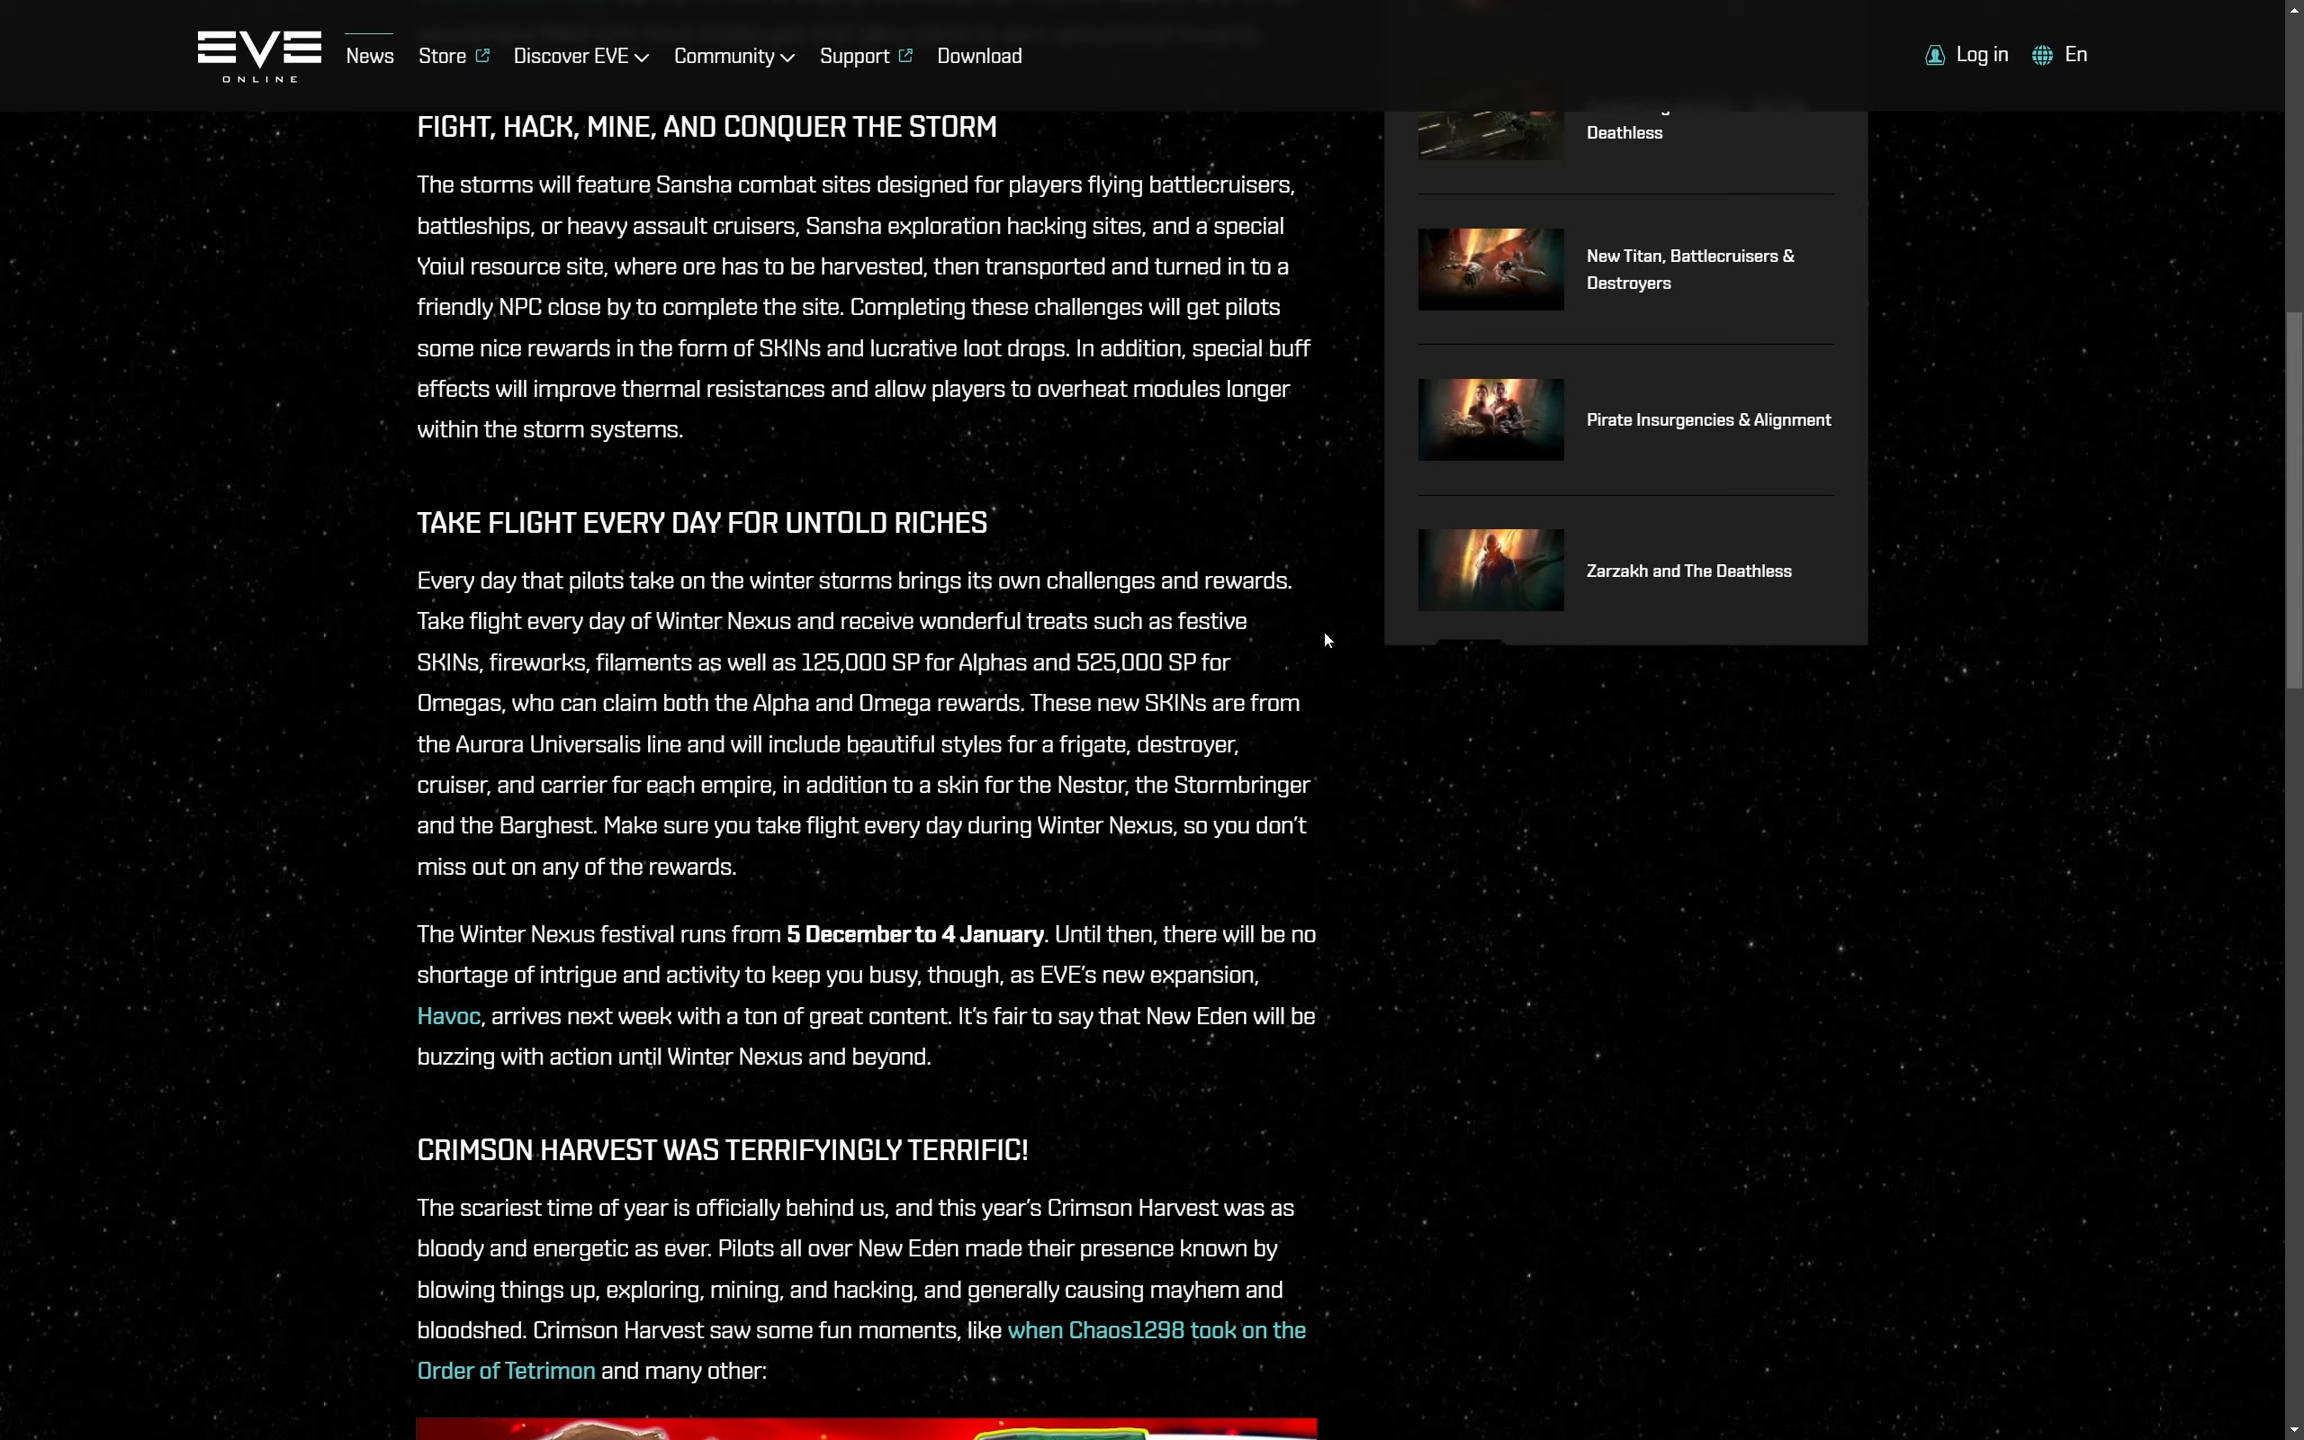 EVE
ONLINE
News
Store
Discover EVE
Community
Support
Download
Log in
En
FIGHT, HACK, MINE, AND CONQUER THE STORM
The storms will feature Sansha combat sites designed for players flying battlecruisers,
battleships, or heavy assault cruisers, Sansha exploration hacking sites, and a special
Yoiul resource site, where ore has to be harvested, then transported and turned in to a
friendly NPC close by to complete the site. Completing these challenges will get pilots
some nice rewards in the form of SKINs and lucrative loot drops. In addition, special buff
effects will improve thermal resistances and allow players to overheat modules longer
within the storm systems.
TAKE FLIGHT EVERY DAY FOR UNTOLD RICHES
Every day that pilots take on the winter storms brings its own challenges and rewards.
Take flight every day of Winter Nexus and receive wonderful treats such as festive
SKINs, fireworks, filaments as well as 125,000 SP for Alphas and 525,000 SP for
Omegas, who can claim both the Alpha and Omega rewards. These new SKINs are from
the Aurora Universalis line and will include beautiful styles for a frigate, destroyer,
cruiser, and carrier for each empire, in addition to a skin for the Nestor, the Stormbringer
and the Barghest. Make sure you take flight every day during Winter Nexus, so you don't
miss out on any of the rewards.
The Winter Nexus festival runs from 5 December to 4 January. Until then, there will be no
shortage of intrigue and activity to keep you busy, though, as EVE's new expansion,
Havoc, arrives next week with a ton of great content. It's fair to say that New Eden will be
buzzing with action until Winter Nexus and beyond.
CRIMSON HARVEST WAS TERRIFYINGLY TERRIFIC!
The scariest time of year is officially behind us, and this year's Crimson Harvest was as
bloody and energetic as ever. Pilots all over New Eden made their presence known by
blowing things up, exploring, mining, and hacking, and generally causing mayhem and
bloodshed. Crimson Harvest saw some fun moments, like when Chaos1298 took on the
Order of Tetrimon and many other:
Deathless
New Titan, Battlecruisers &
Destroyers
Pirate Insurgencies & Alignment
Zarzakh and The Deathless